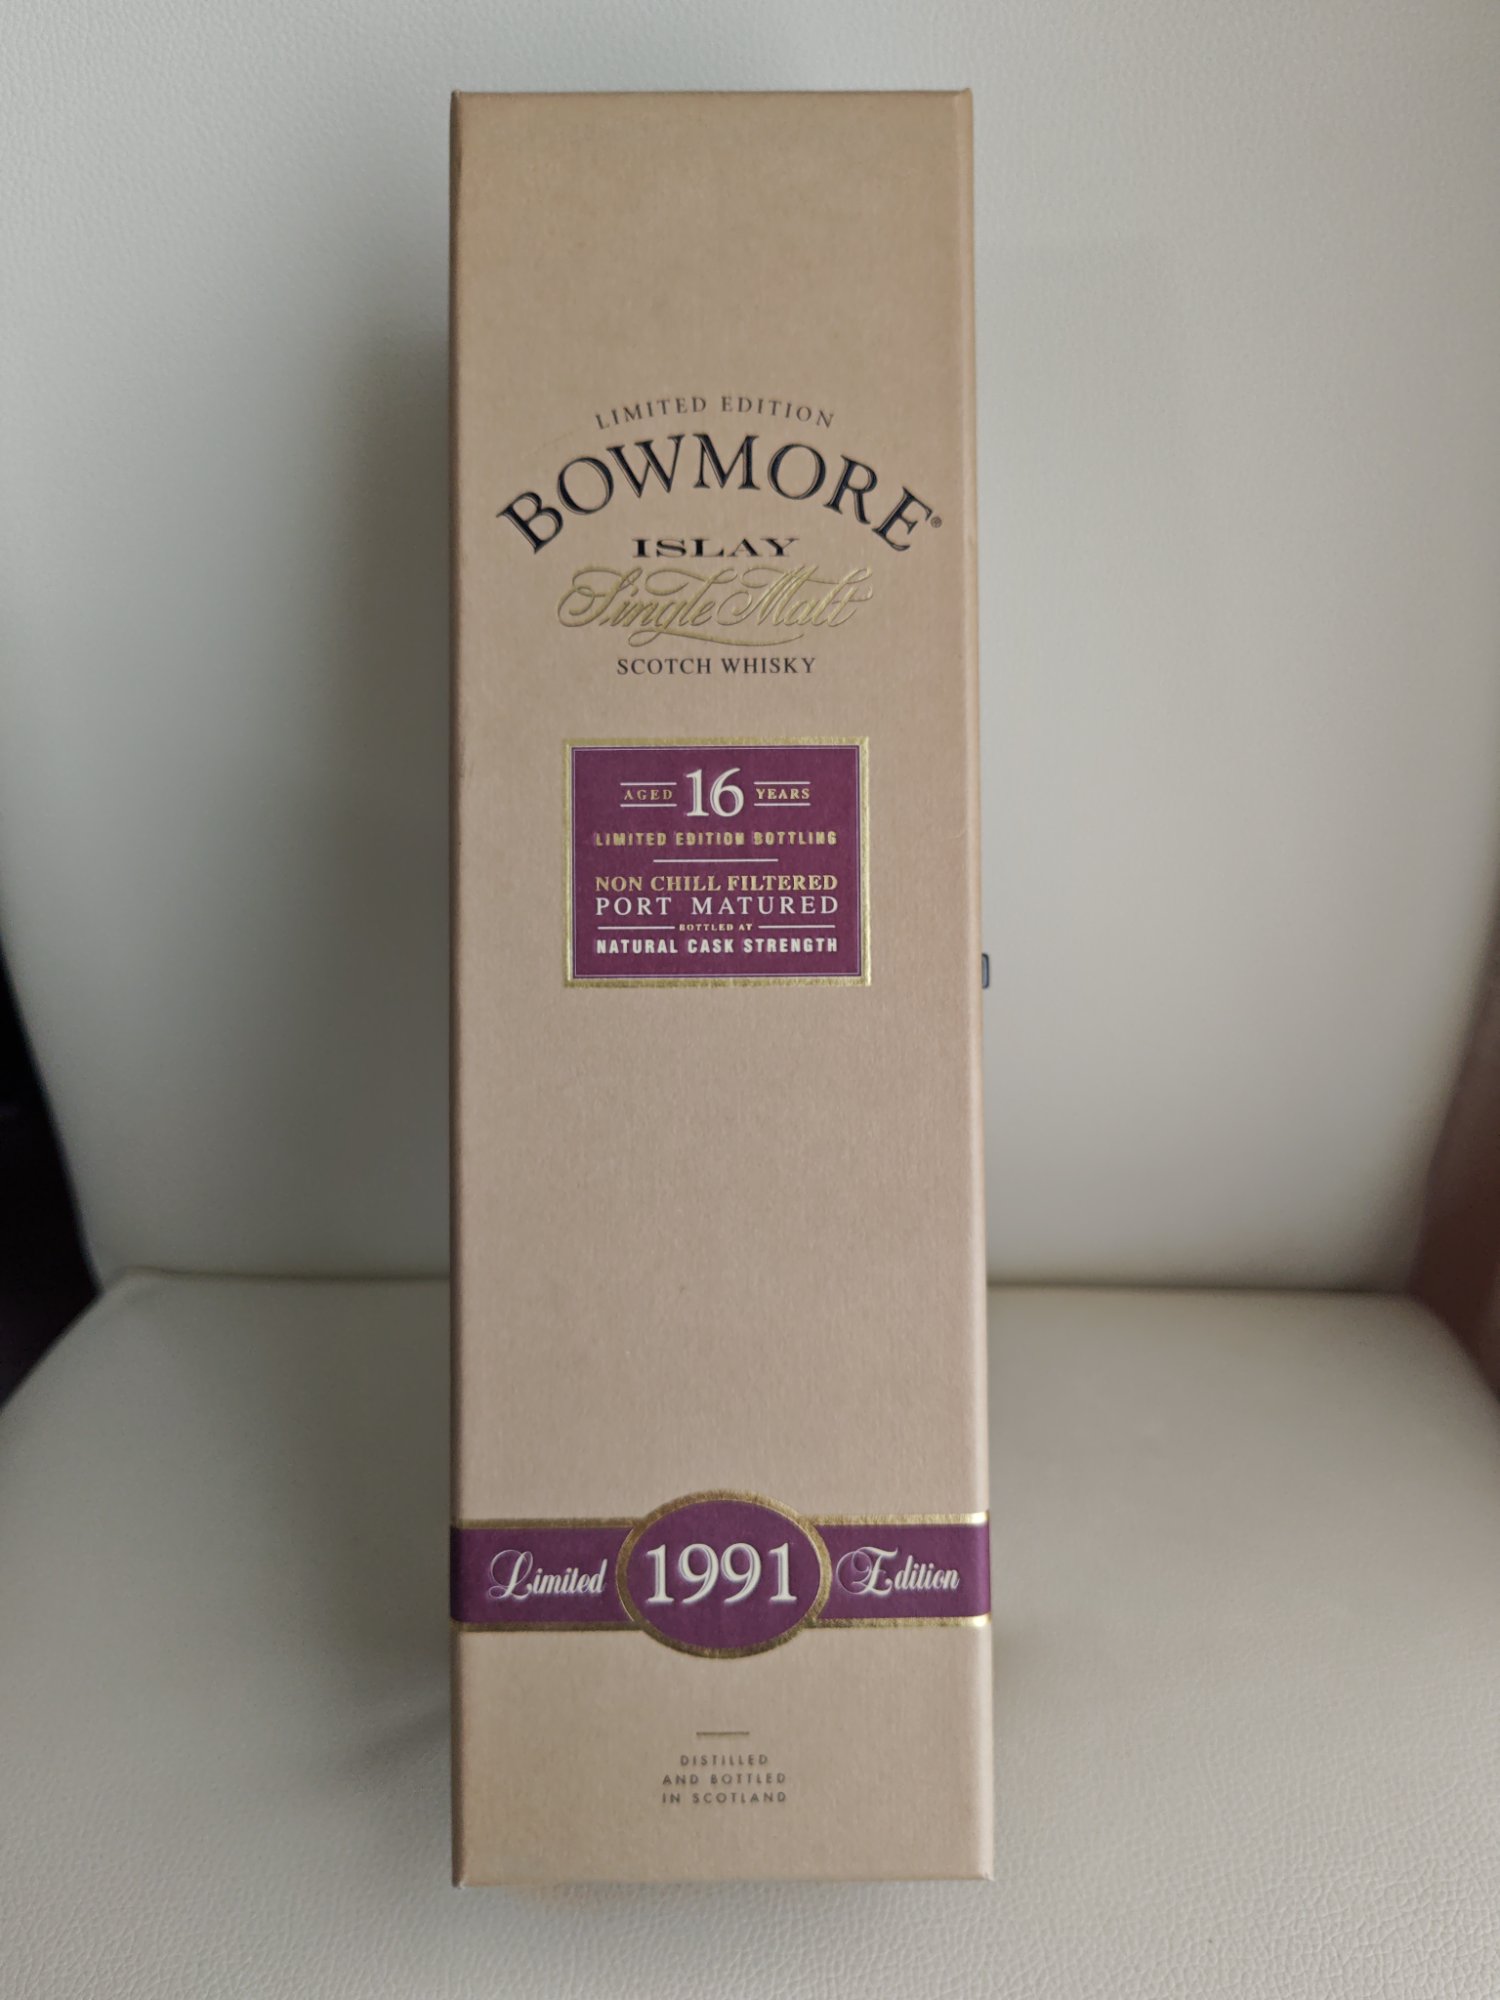 LIMITED EDITION
BOWMORE®
ISLAY
Single Malt
SCOTCH WHISKY
AGED 16 YEARS
LIMITED EDITION BOTTLING
NON CHILL FILTERED
PORT MATURED
BOTTLED AT
NATURAL CASK STRENGTH
Limited 1991 Edition
DISTILLED
AND BOTTLED
IN SCOTLAND